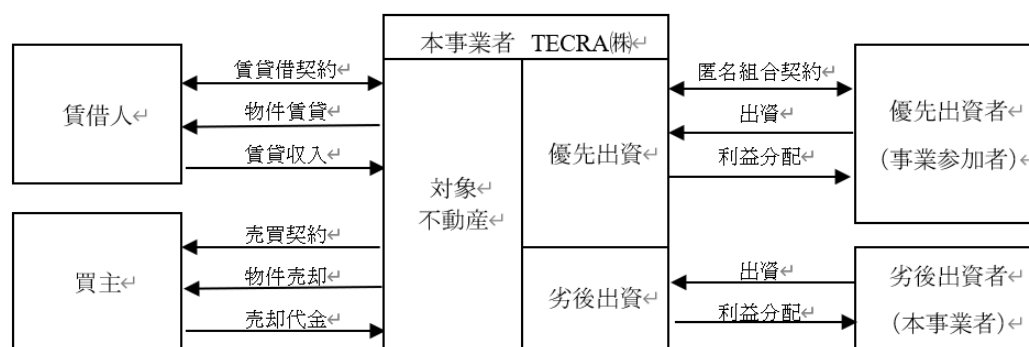 本事業者 TECRA㈱
賃借人
賃貸借契約
物件賃貸
賃貸収入
買主
売買契約
物件売却
売却代金
対象
不動産
優先出資
劣後出資
匿名組合契約
出資
利益分配
優先出資者
(事業参加者)
出資
利益分配
劣後出資者
(本事業者)